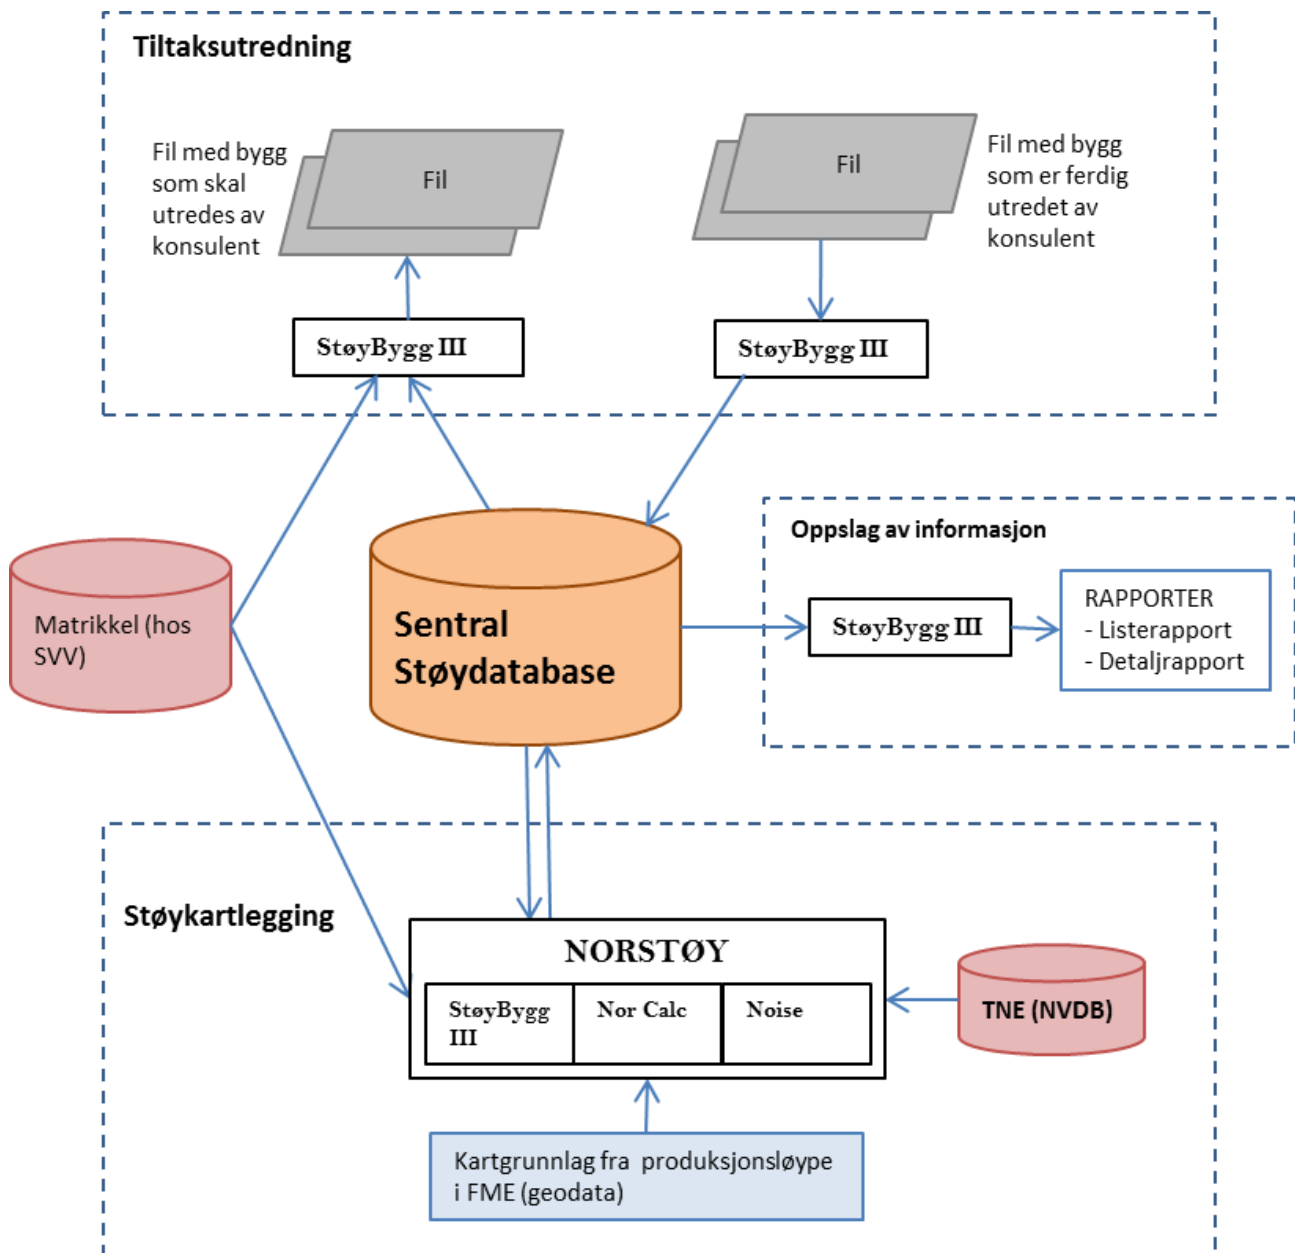 Tiltaksutredning
Fil med bygg
som skal
utredes av
konsulent
Fil
Fil
Fil med bygg
som er ferdig
utredet av
konsulent
StøyBygg III
StøyBygg III
Matrikkel (hos
SVV)
Sentral
Støydatabase
Oppslag av informasjon
StøyBygg III
RAPPORTER
- Listerapport
- Detaljrapport
Støykartlegging
NORSTØY
StøyBygg
III
Nor Calc
Noise
TNE (NVDB)
Kartgrunnlag fra produksjonsløype
i FME (geodata)